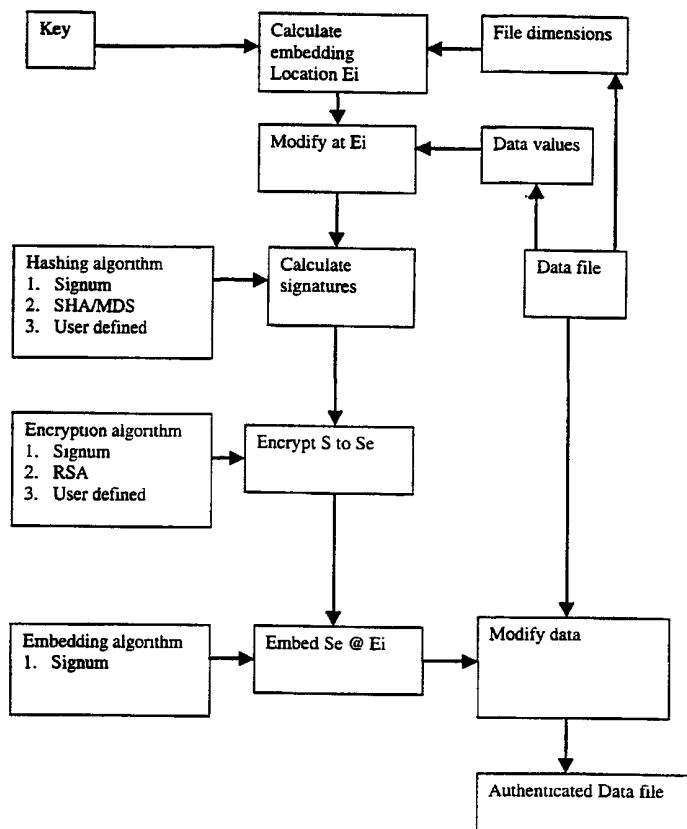 Key
Calculate
embedding
Location Ei
File dimensions
Modify at Ei
Data values
Hashing algorithm
1. Signum
2. SHA/MDS
3. User defined
Calculate
signatures
Data file
Encryption algorithm
1. Signum
2. RSA
3. User defined
Encrypt S to Se
Embedding algorithm
1. Signum
Embed Se @ Ei
Modify data
Authenticated Data file